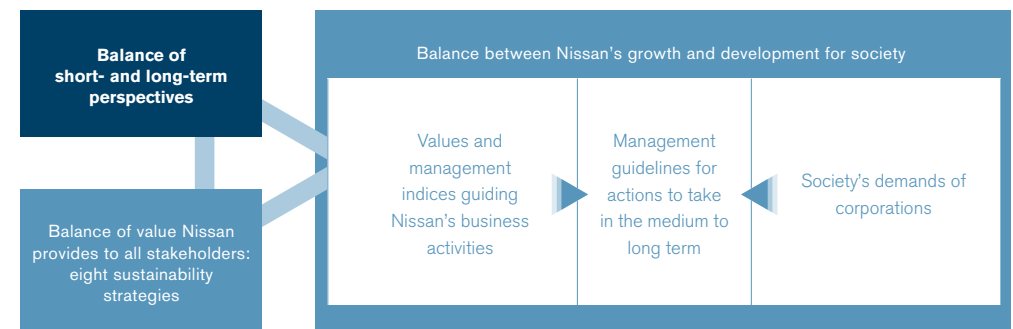 Balance of
short- and long-term
perspectives
Balance of value Nissan
provides to all stakeholders:
eight sustainability
strategies
Balance between Nissan’s growth and development for society
Values and
management
indices guiding
Nissan’s business
activities
Management
guidelines for
actions to take
in the medium to
long term
Society’s demands of
corporations